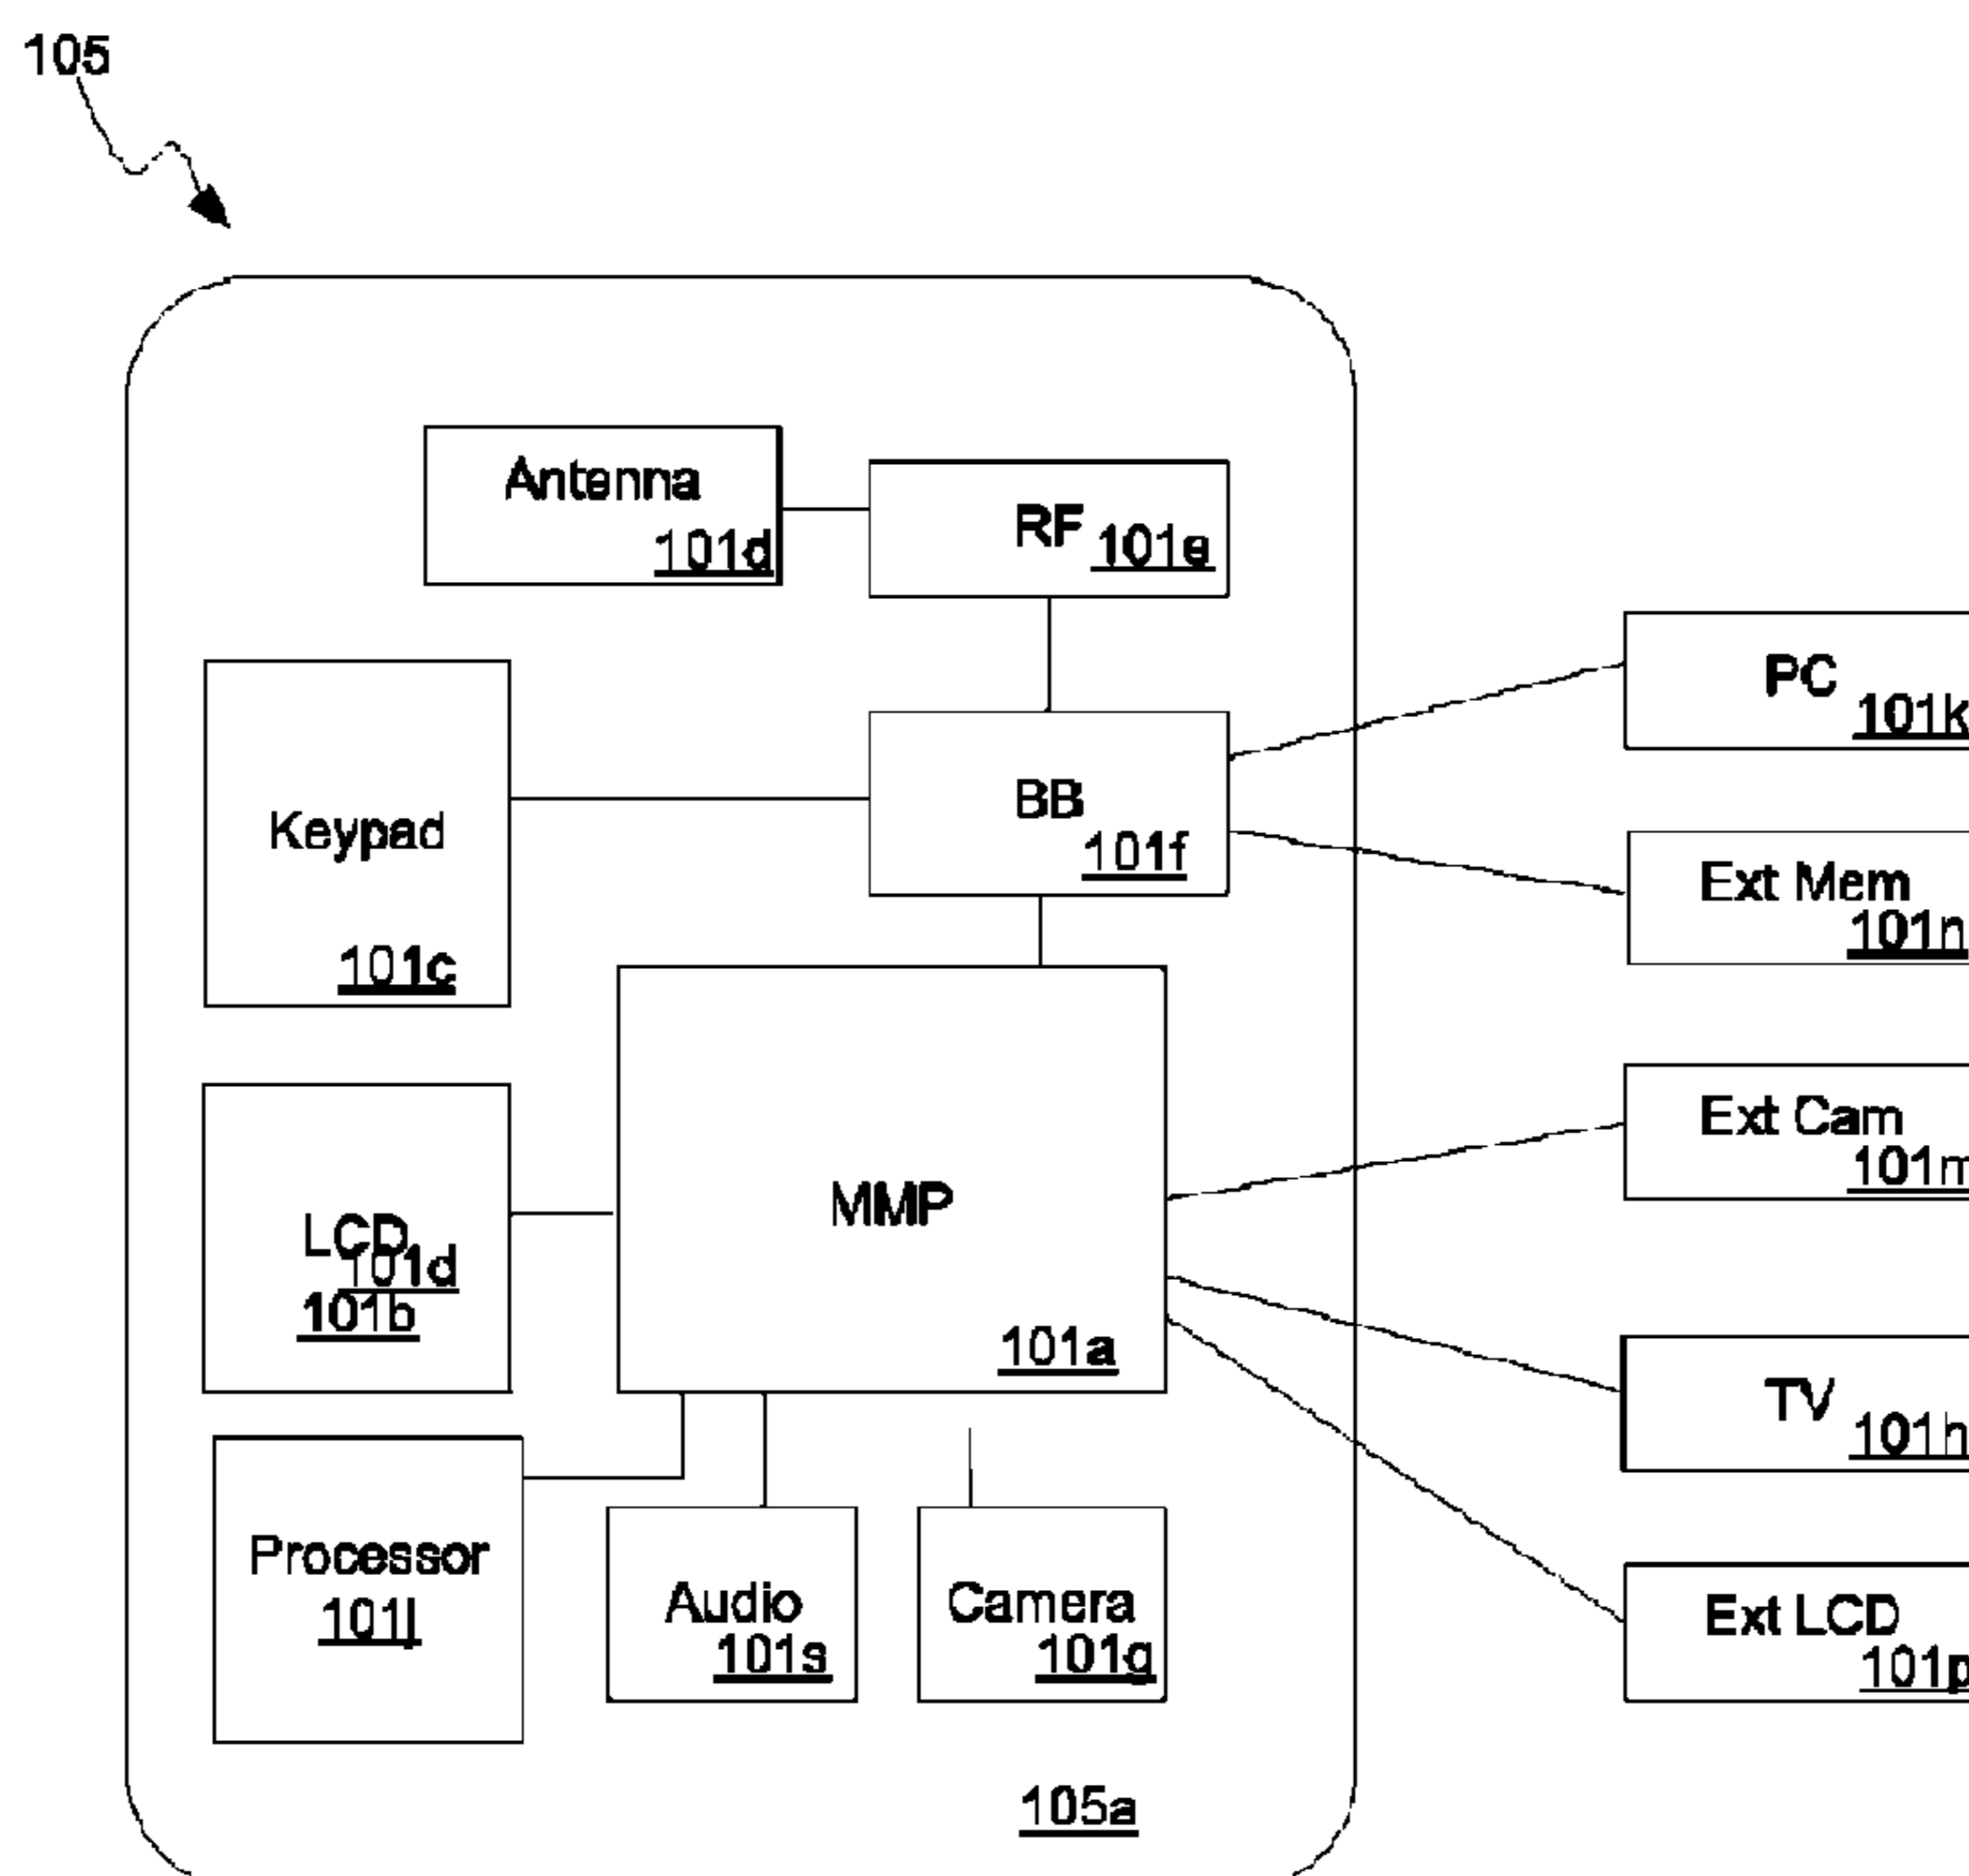 105
Antenna
101d
RF 101e
PC
101k
BB
101f
Keypad
101c
Ext Mem
101n
Ext Cam
101m
MMP
101a
LCD
101d
101b
TV
101h
Processor
101j
Audio
101s
Camera
101g
Ext LCD
101p
105a